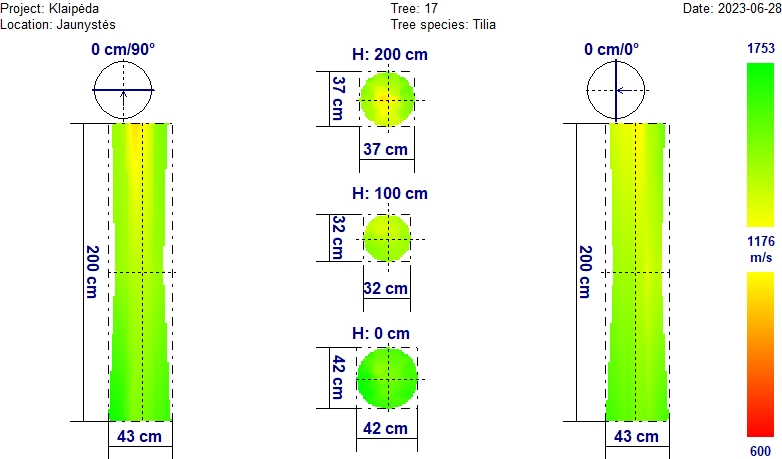 Project: Klaipėda
Tree: 17
Date: 2023-06-28
Location: Jaunystės
Tree species: Tilia
0 cm/90°
H: 200 cm
0 cm/0°
1753
37 cm
37 cm
H: 100 cm
32 cm
32 cm
200 cm
200 cm
1176
m/s
H: 0 cm
42 cm
42 cm
43 cm
43 cm
600